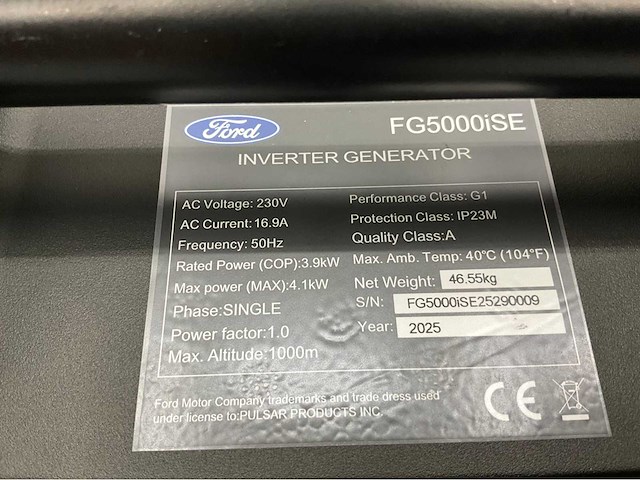 Ford
FG5000iSE
INVERTER GENERATOR
AC Voltage: 230V
AC Current: 16.9A
Frequency: 50Hz
Rated Power (COP): 3.9kW
Max power (MAX): 4.1kW
Phase:SINGLE
Power factor: 1.0
Max. Altitude: 1000m
Performance Class: G1
Protection Class: IP23M
Quality Class:A
Max. Amb. Temp: 40°C (104°F)
Net Weight: 46.55kg
S/N: FG5000iSE25290009
Year: 2025
Ford Motor Company trademarks and trade dress used
under license to:PULSAR PRODUCTS INC.
CE